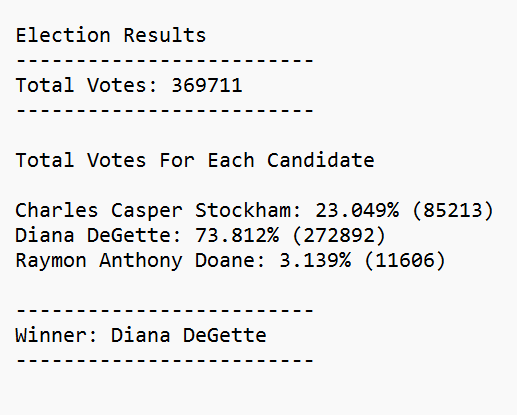 Election Results
-------------------------
Total Votes: 369711
-------------------------
Total Votes For Each Candidate
Charles Casper Stockham: 23.049% (85213)
Diana DeGette: 73.812% (272892)
Raymon Anthony Doane: 3.139% (11606)
-------------------------
Winner: Diana DeGette
-------------------------